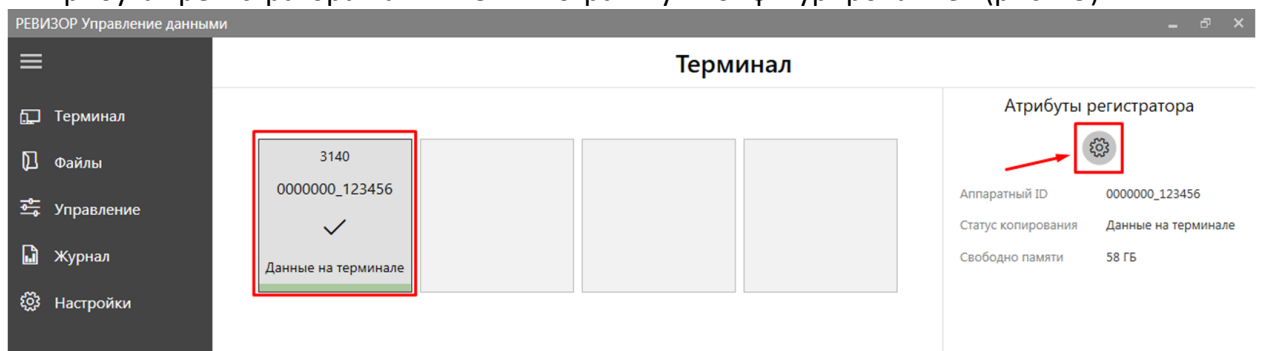 РЕВИЗОР Управление данными
Терминал
Терминал
Файлы
Управление
Журнал
Настройки
3140
0000000_123456
Данные на терминале
Атрибуты регистратора
Аппаратный ID 0000000_123456
Статус копирования Данные на терминале
Свободно памяти 58 ГБ